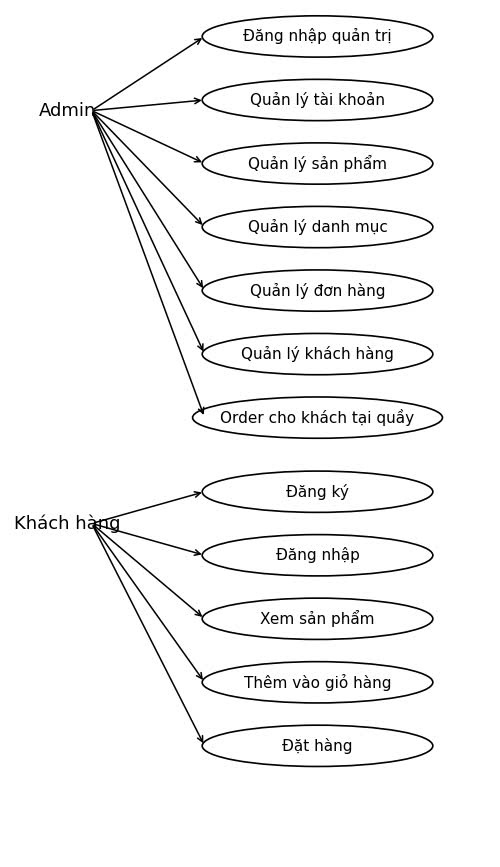 Admin
Đăng nhập quản trị
Quản lý tài khoản
Quản lý sản phẩm
Quản lý danh mục
Quản lý đơn hàng
Quản lý khách hàng
Order cho khách tại quầy
Khách hàng
Đăng ký
Đăng nhập
Xem sản phẩm
Thêm vào giỏ hàng
Đặt hàng